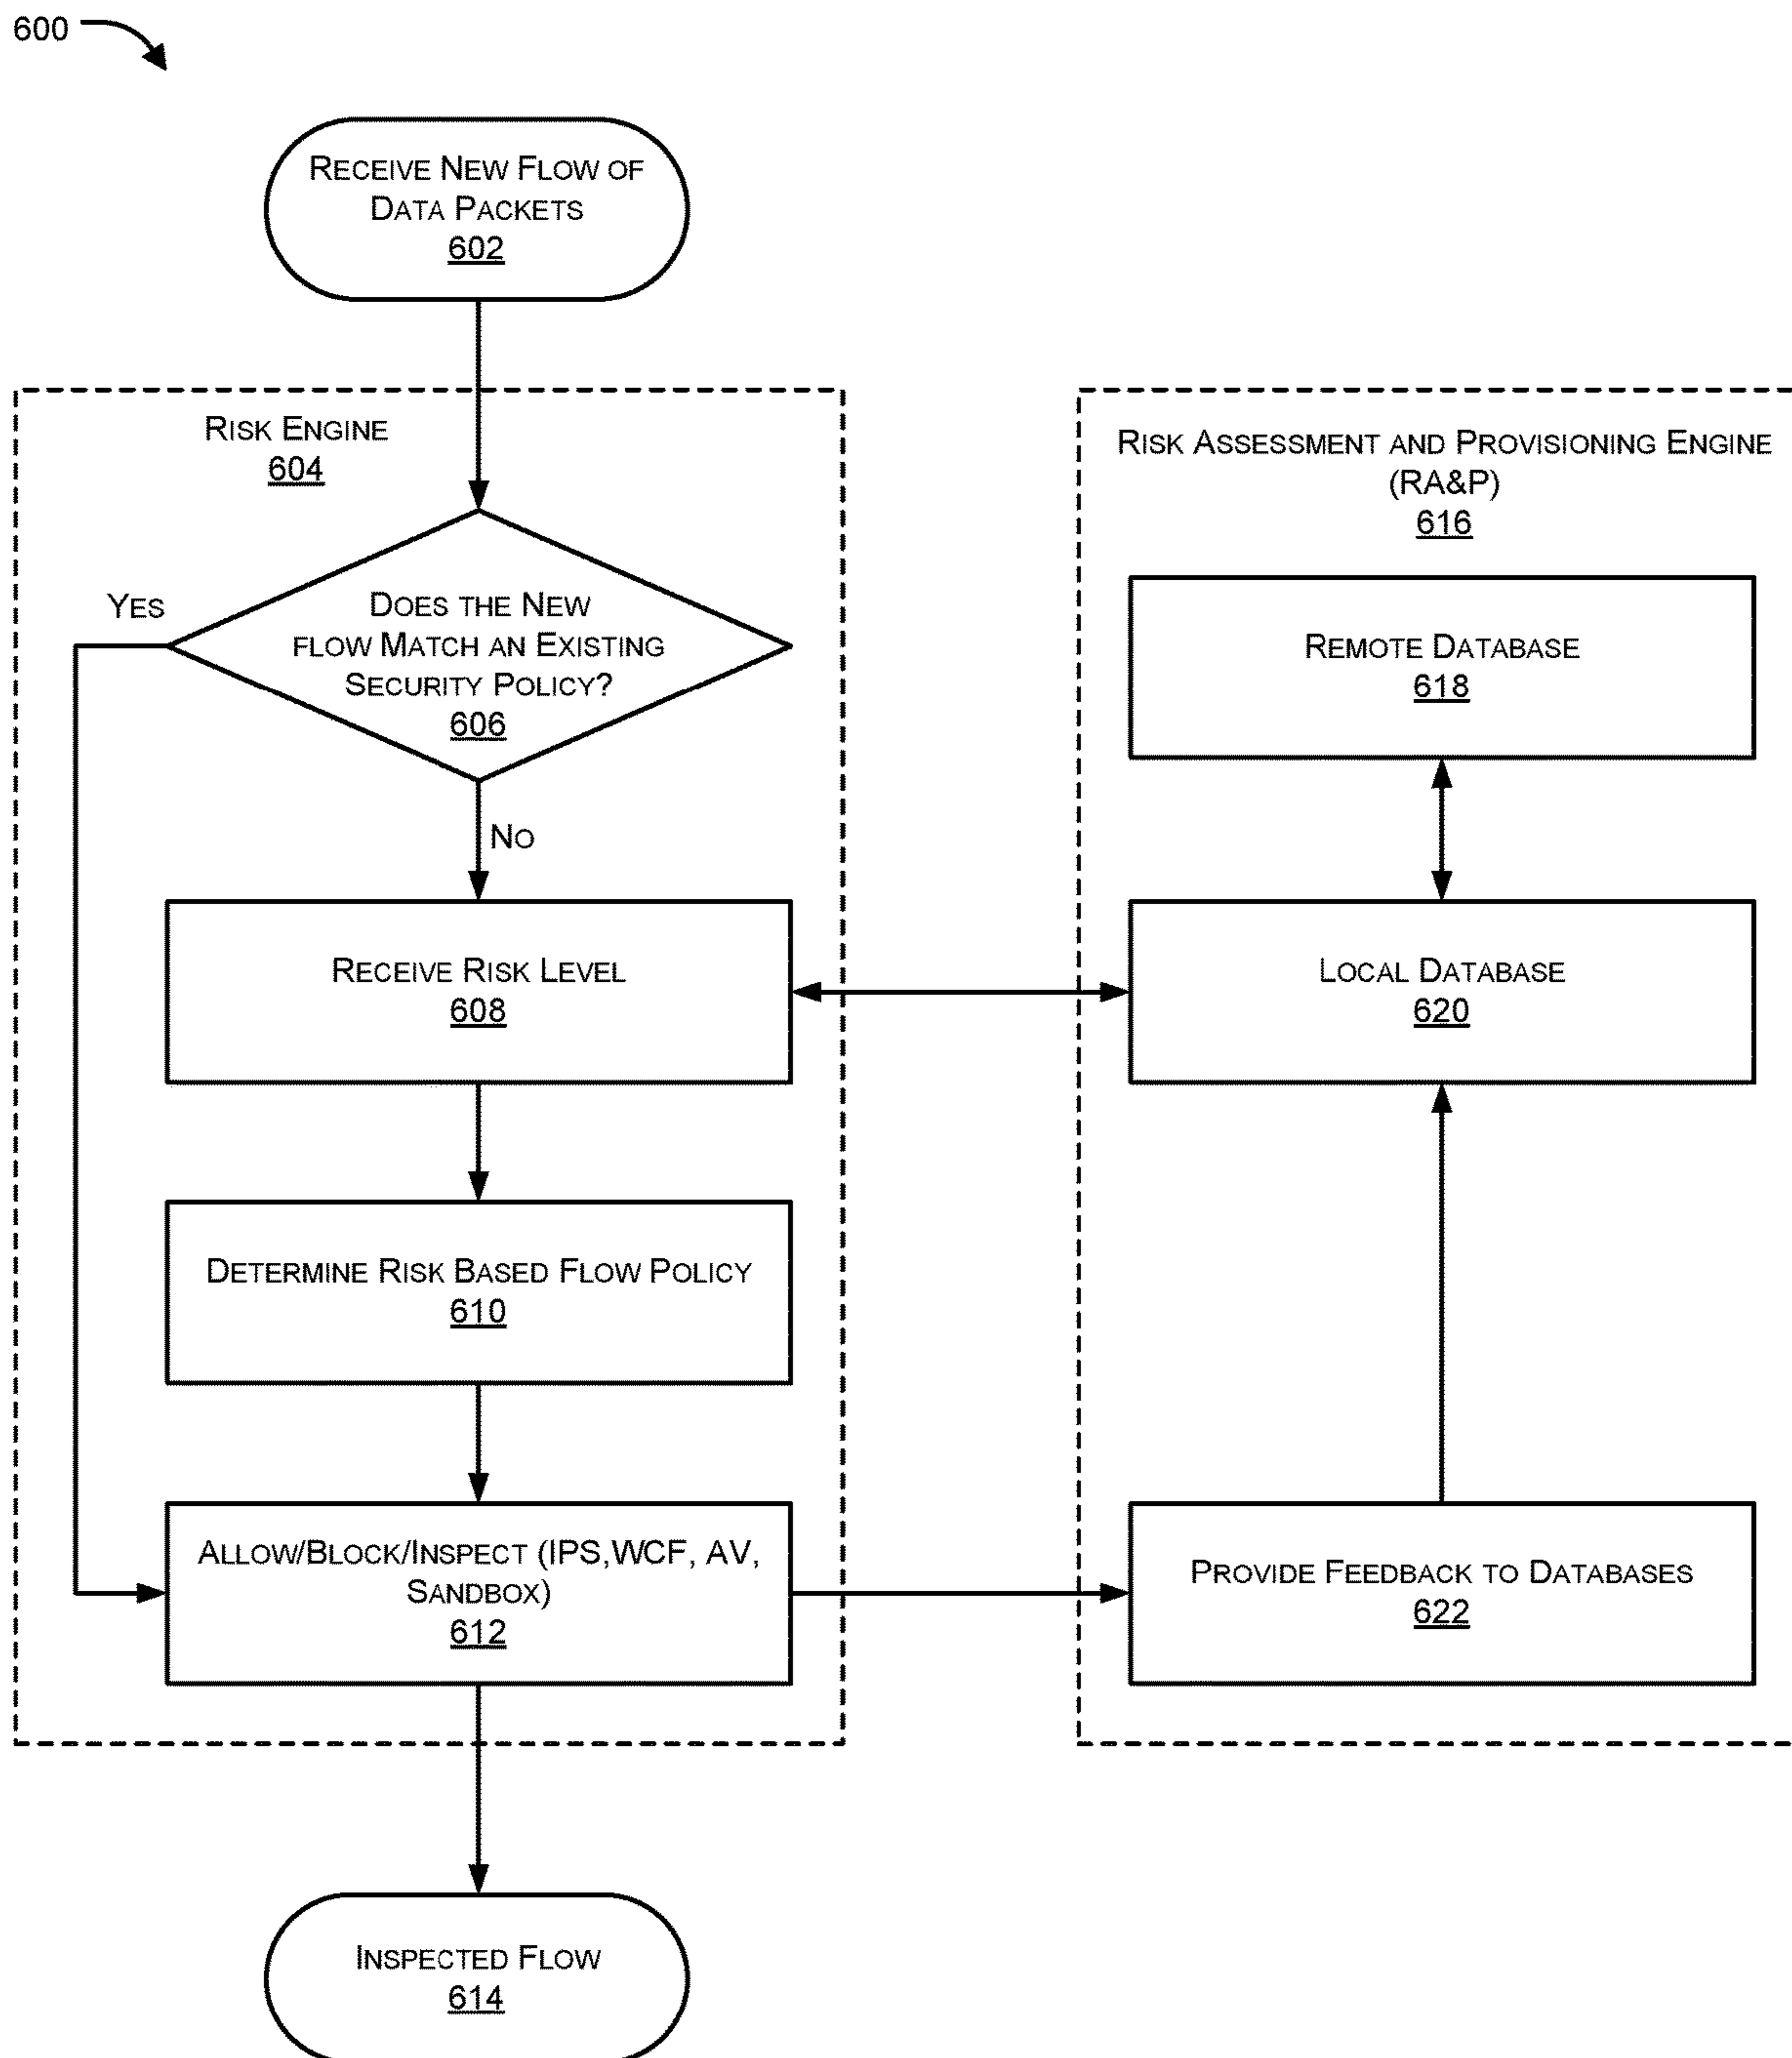 600
RECEIVE NEW FLOW OF
DATA PACKETS
602
RISK ENGINE
604
DOES THE NEW
FLOW MATCH AN EXISTING
SECURITY POLICY?
606
YES
NO
RECEIVE RISK LEVEL
608
DETERMINE RISK BASED FLOW POLICY
610
ALLOW/BLOCK/INSPECT (IPS,WCF, AV,
SANDBOX)
612
INSPECTED FLOW
614
RISK ASSESSMENT AND PROVISIONING ENGINE
(RA&P)
616
REMOTE DATABASE
618
LOCAL DATABASE
620
PROVIDE FEEDBACK TO DATABASES
622